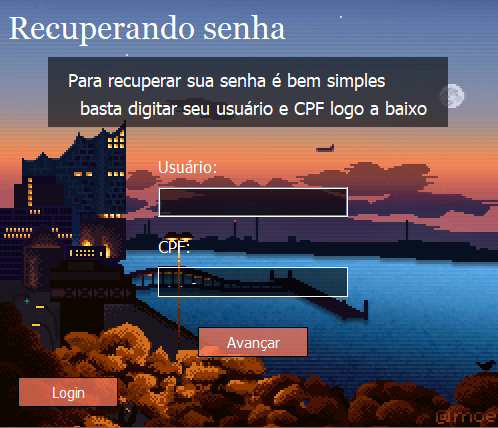 Recuperando senha
Para recuperar sua senha é bem simples
basta digitar seu usuário e CPF logo a baixo
Usuário:
CPF:
. . -
Avançar
Login
@moe